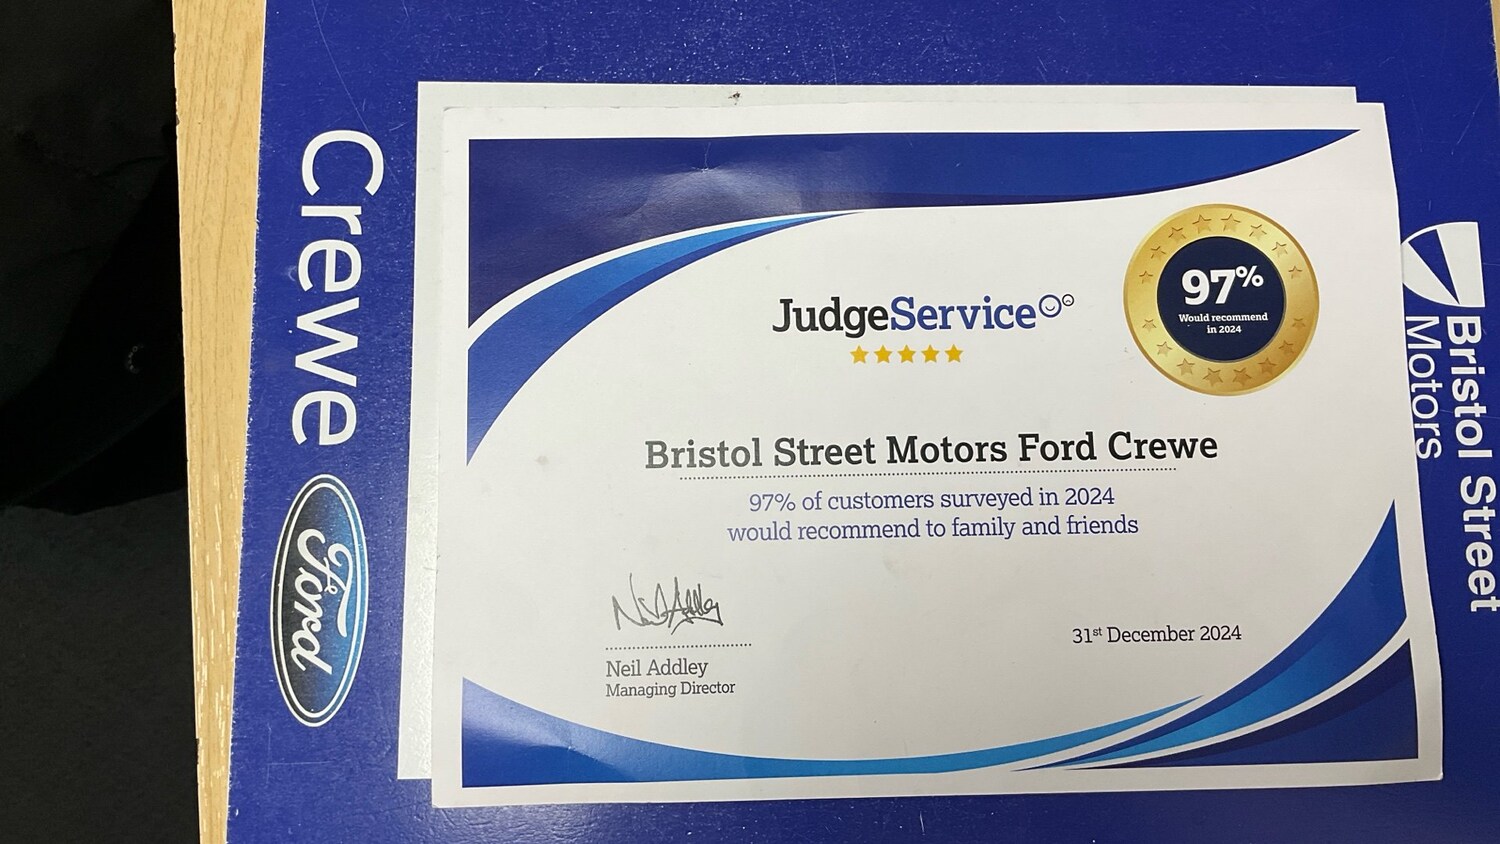 Crewe
Ford
JudgeService
97%
Would recommend
in 2024
Bristol Street Motors Ford Crewe
97% of customers surveyed in 2024
would recommend to family and friends
Neil Addley
Managing Director
31st December 2024
Bristol Street
Motors